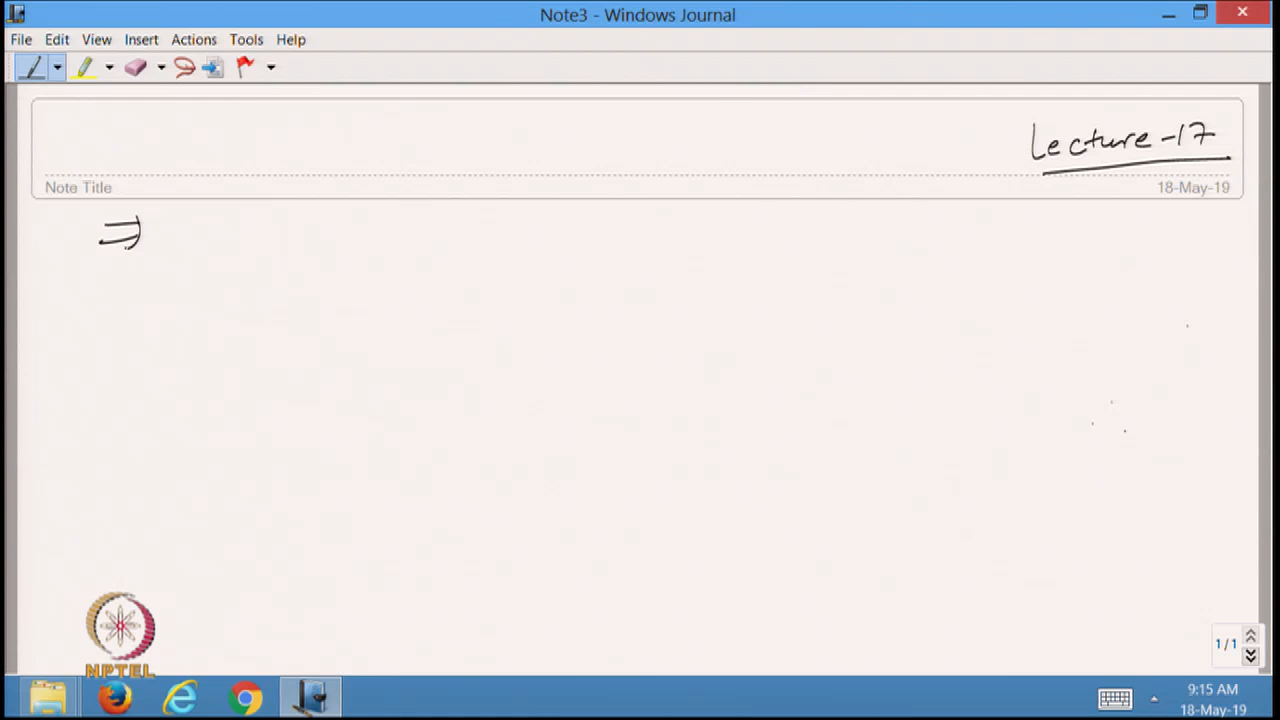 Note3 - Windows Journal
File Edit View Insert Actions Tools Help
Lecture-17
Note Title
18-May-19
⇒
1 / 1
NPTEL
9:15 AM
18-May-19